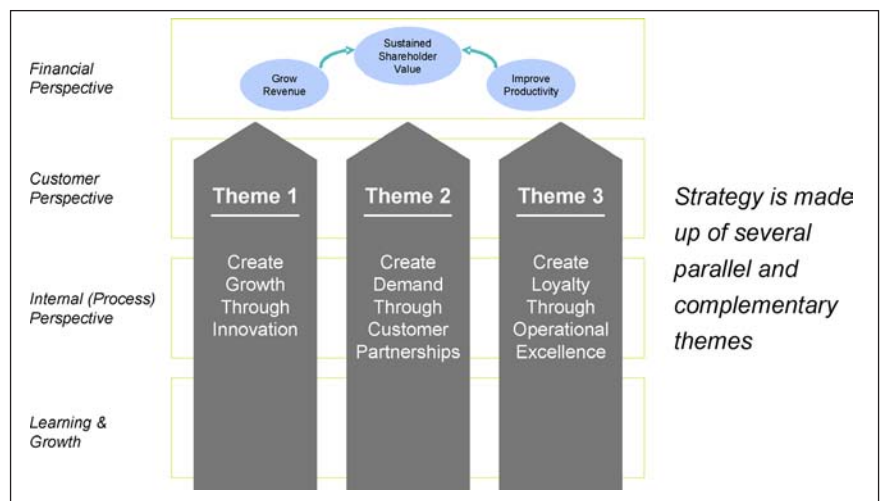 Financial
Perspective
Grow
Revenue
Sustained
Shareholder
Value
Improve
Productivity
Customer
Perspective
Theme 1
Theme 2
Theme 3
Internal (Process)
Perspective
Create
Growth
Through
Innovation
Create
Demand
Through
Customer
Partnerships
Create
Loyalty
Through
Operational
Excellence
Learning &
Growth
Strategy is made
up of several
parallel and
complementary
themes